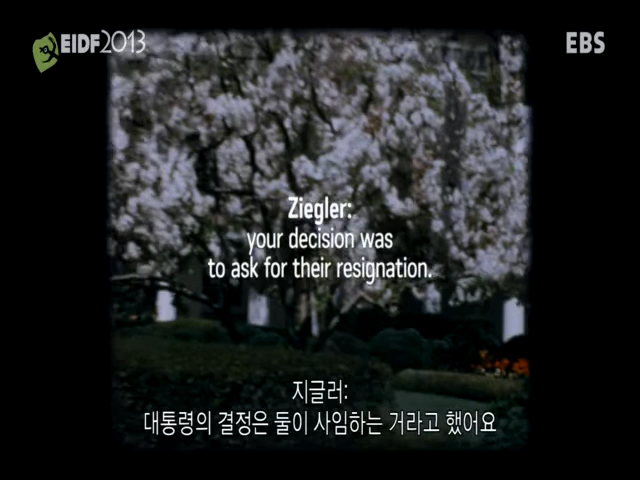 EIDF2013
EBS
Ziegler:
your decision was
to ask for their resignation.
지글러:
대통령의 결정은 둘이 사임하는 거라고 했어요